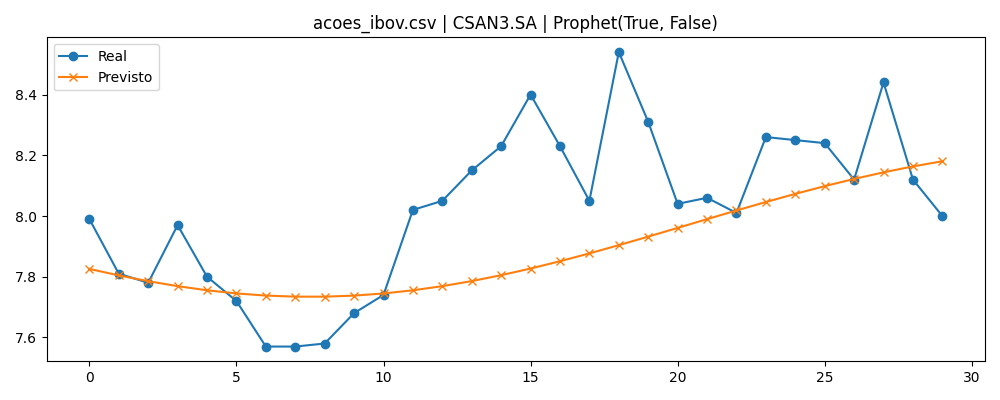 acoes_ibov.csv | CSAN3.SA | Prophet(True, False)
Real
Previsto
8.4
8.2
8.0
7.8
7.6
0 5 10 15 20 25 30